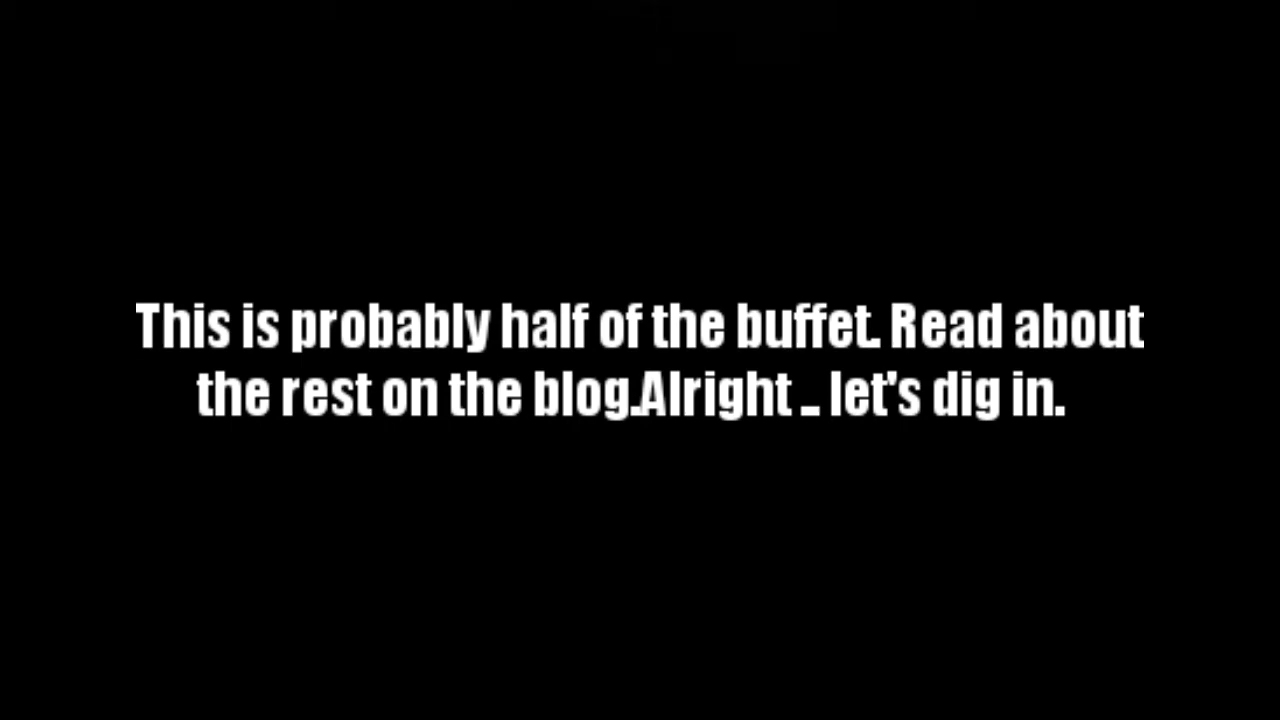 This is probably half of the buffet. Read about
the rest on the blog.Alright .. let's dig in.